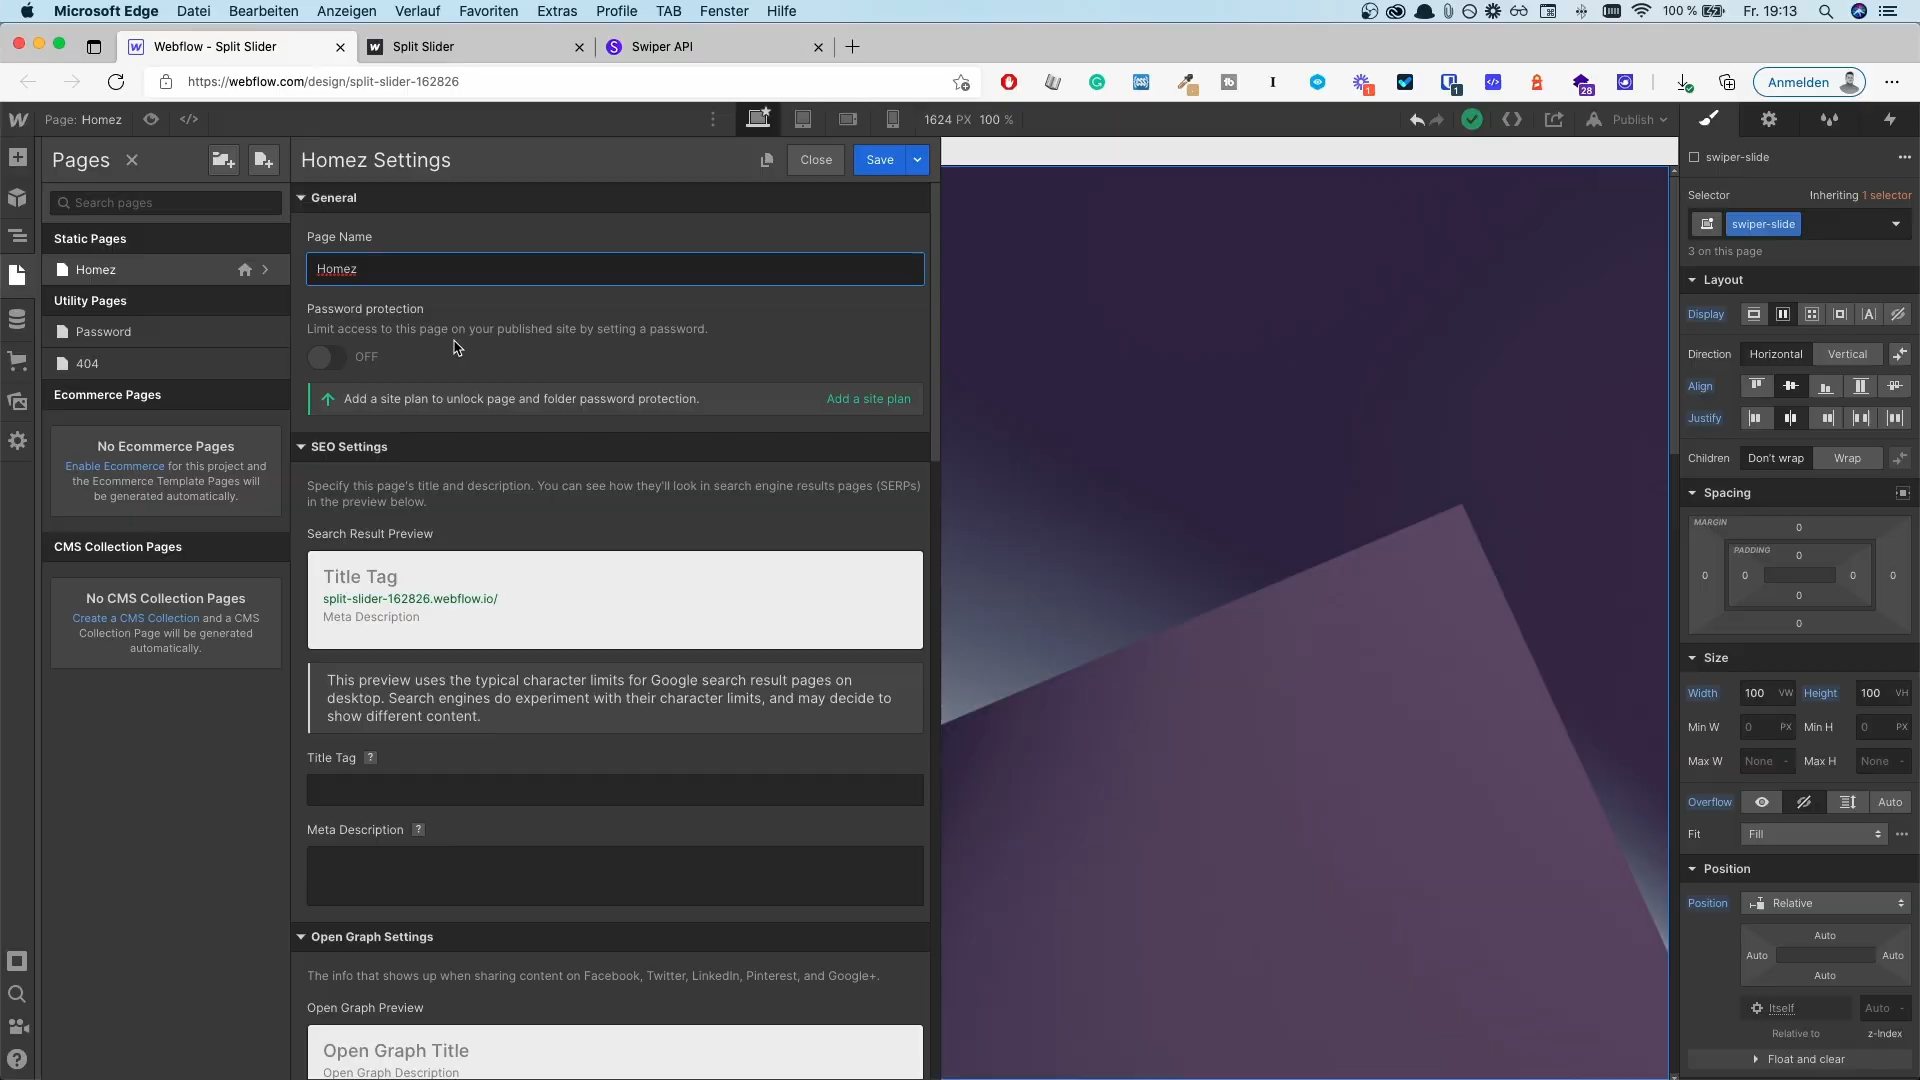 Microsoft Edge Datei Bearbeiten Anzeigen Verlauf Favoriten Extras Profile TAB Fenster Hilfe 100 % Fr. 19:13
Webflow - Split Slider
Split Slider
Swiper API
https://webflow.com/design/split-slider-162826
Anmelden
Page: Homez
1624 PX 100 %
Publish
Pages
Search pages
Static Pages
Homez
Utility Pages
Password
404
Ecommerce Pages
No Ecommerce Pages
Enable Ecommerce for this project and
the Ecommerce Template Pages will
be generated automatically.
CMS Collection Pages
No CMS Collection Pages
Create a CMS Collection and a CMS
Collection Page will be generated
automatically.
Homez Settings
Close
Save
General
Page Name
Homez
Password protection
Limit access to this page on your published site by setting a password.
OFF
Add a site plan to unlock page and folder password protection.
Add a site plan
SEO Settings
Specify this page's title and description. You can see how they'll look in search engine results pages (SERPs)
in the preview below.
Search Result Preview
Title Tag
split-slider-162826.webflow.io/
Meta Description
This preview uses the typical character limits for Google search result pages on
desktop. Search engines do experiment with their character limits, and may decide to
show different content.
Title Tag ?
Meta Description ?
Open Graph Settings
The info that shows up when sharing content on Facebook, Twitter, LinkedIn, Pinterest, and Google+.
Open Graph Preview
Open Graph Title
Open Graph Description
swiper-slide
Selector
Inheriting 1 selector
swiper-slide
3 on this page
Layout
Display
Direction Horizontal Vertical
Align
Justify
Children Don't wrap Wrap
Spacing
MARGIN
0
PADDING
0
0 0 0 0
0
0
Size
Width 100 VW Height 100 VH
Min W 0 PX Min H 0 PX
Max W None - Max H None -
Overflow Auto
Fit Fill
Position
Position Relative
Auto
Auto Auto
Auto
Itself Auto -
Relative to z-Index
Float and clear